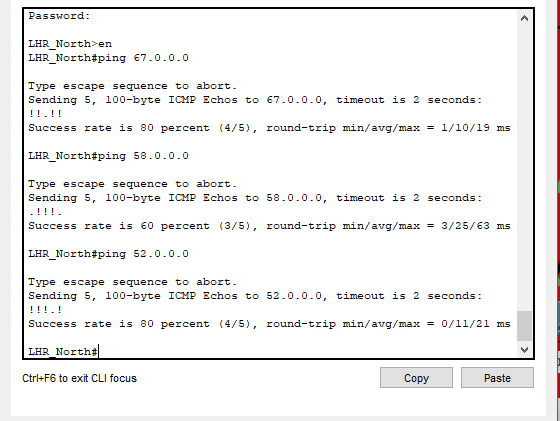 Password:
LHR_North>en
LHR_North#ping 67.0.0.0
Type escape sequence to abort.
Sending 5, 100-byte ICMP Echos to 67.0.0.0, timeout is 2 seconds:
!!.!!
Success rate is 80 percent (4/5), round-trip min/avg/max = 1/10/19 ms
LHR_North#ping 58.0.0.0
Type escape sequence to abort.
Sending 5, 100-byte ICMP Echos to 58.0.0.0, timeout is 2 seconds:
.!!!.
Success rate is 60 percent (3/5), round-trip min/avg/max = 3/25/63 ms
LHR_North#ping 52.0.0.0
Type escape sequence to abort.
Sending 5, 100-byte ICMP Echos to 52.0.0.0, timeout is 2 seconds:
!!!.!
Success rate is 80 percent (4/5), round-trip min/avg/max = 0/11/21 ms
LHR_North#
Ctrl+F6 to exit CLI focus
Copy
Paste